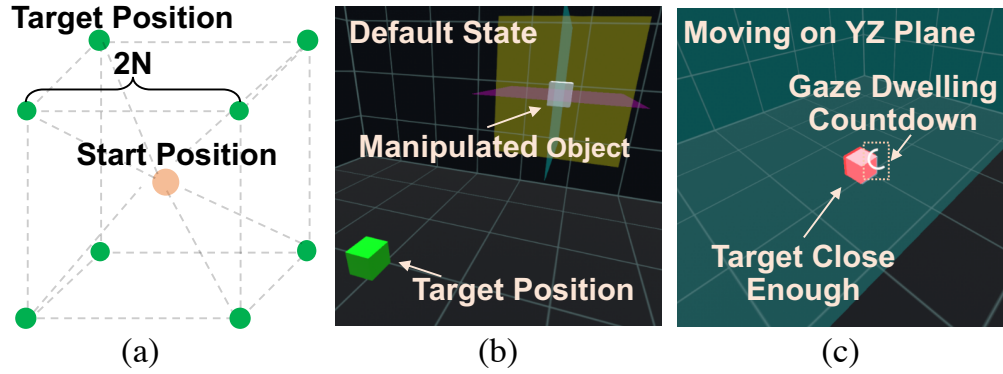 Target Position
2N
Start Position
(a)
Default State
Manipulated Object
Target Position
(b)
Moving on YZ Plane
Gaze Dwelling
Countdown
Target Close
Enough
(c)